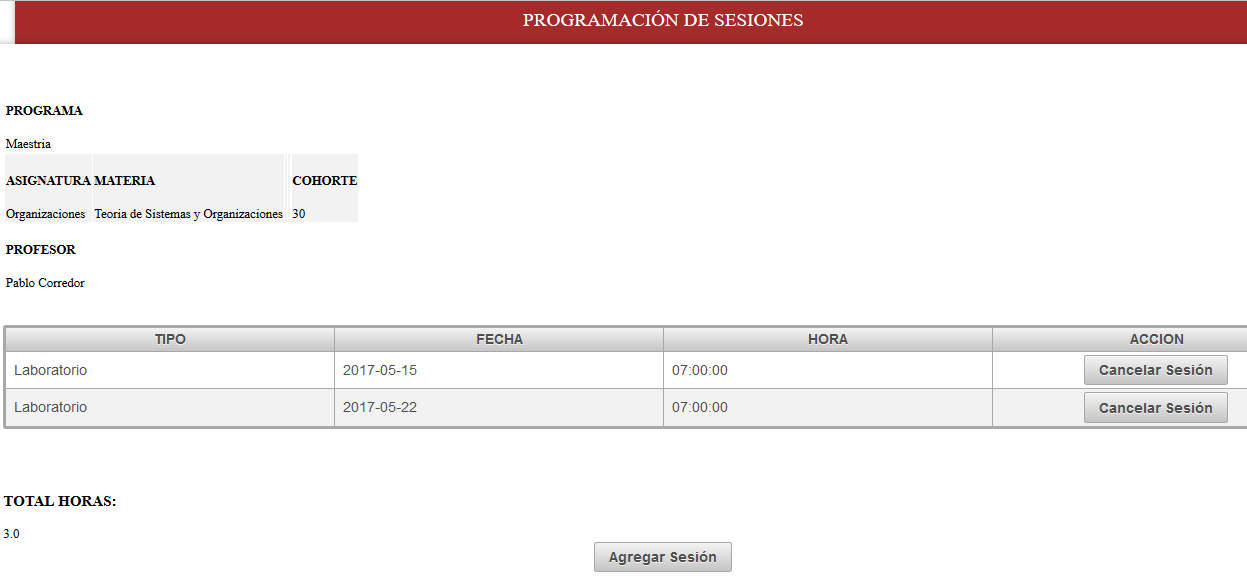 PROGRAMACIÓN DE SESIONES
PROGRAMA
Maestria
ASIGNATURA MATERIA COHORTE
Organizaciones Teoria de Sistemas y Organizaciones 30
PROFESOR
Pablo Corredor
TIPO FECHA HORA ACCION
Laboratorio 2017-05-15 07:00:00 Cancelar Sesión
Laboratorio 2017-05-22 07:00:00 Cancelar Sesión
TOTAL HORAS:
3.0
Agregar Sesión